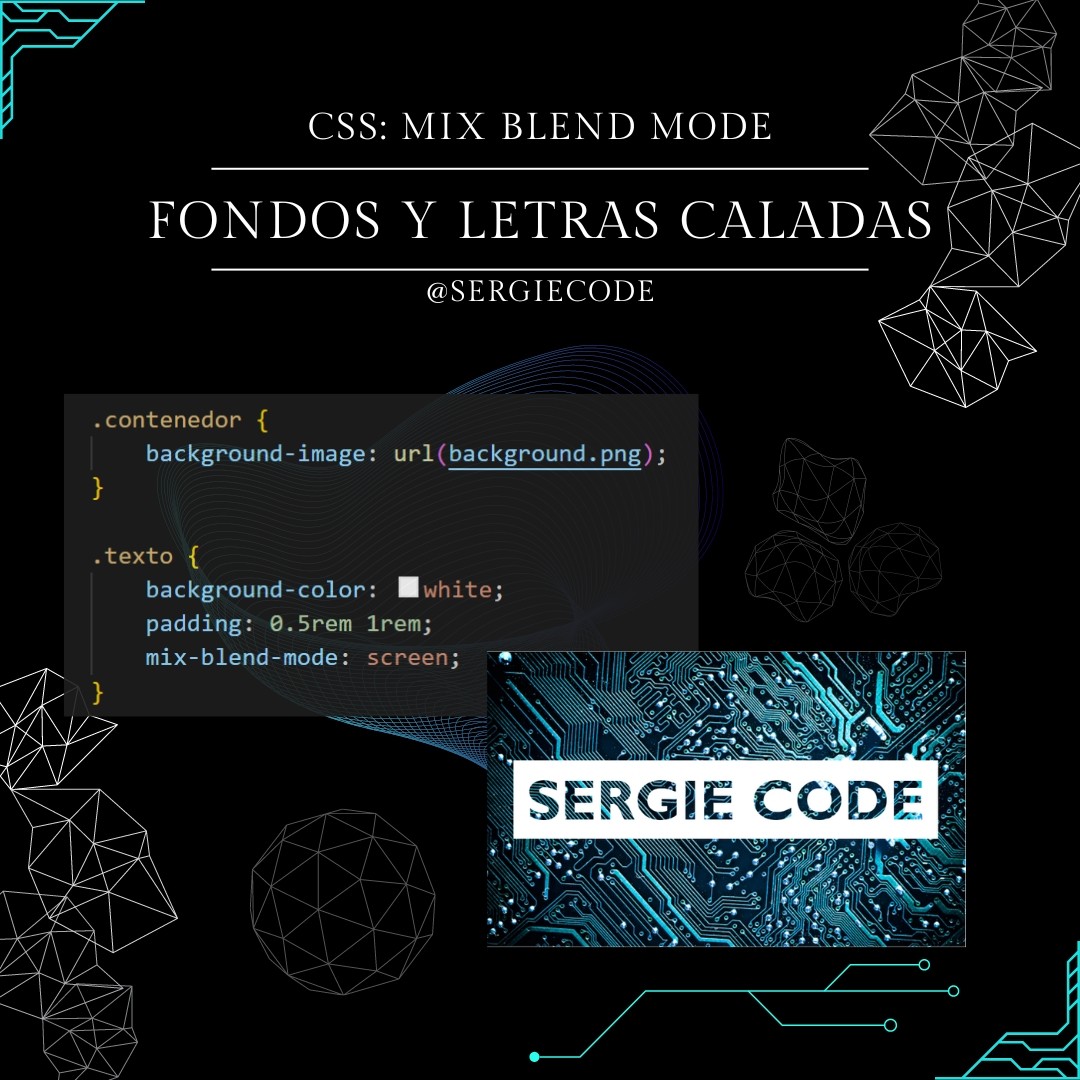 CSS: MIX BLEND MODE
FONDOS Y LETRAS CALADAS
@SERGIECODE
.contenedor {
background-image: url(background.png);
}
.texto {
background-color: white;
padding: 0.5rem 1rem;
mix-blend-mode: screen;
}
SERGIE CODE